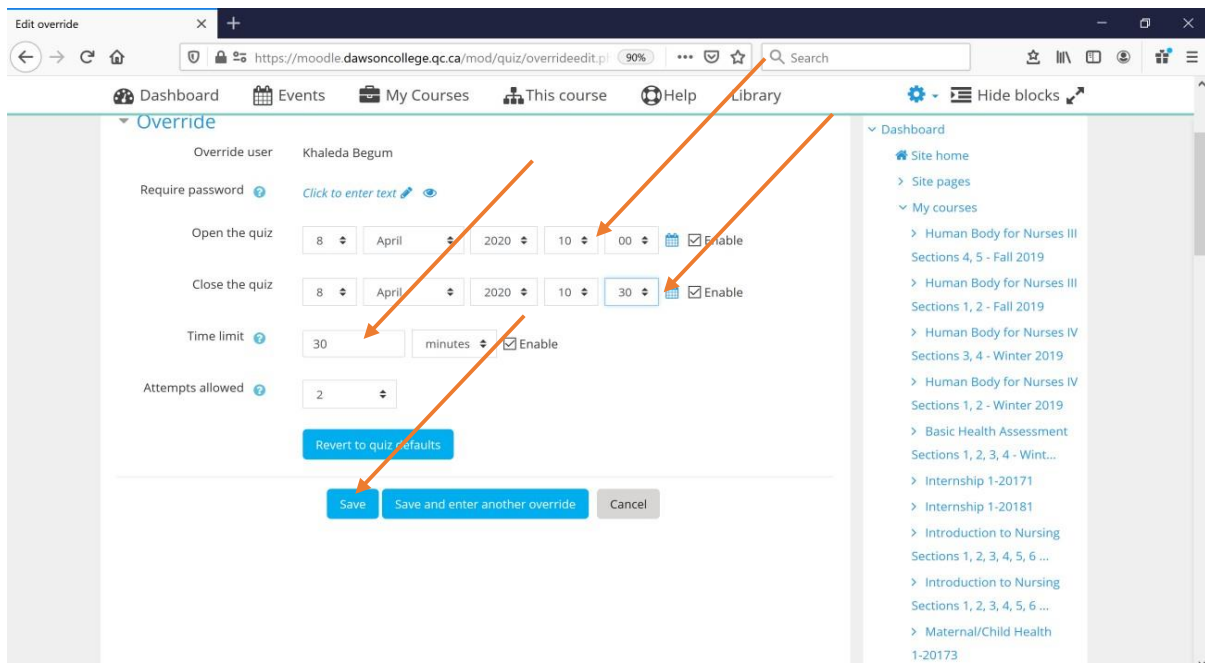 Edit override
https://moodle.dawsoncollege.qc.ca/mod/quiz/overrideedit.p 90% Search
Dashboard Events My Courses This course Help Library Hide blocks
Override
Override user Khaleda Begum
Require password Click to enter text
Open the quiz 8 April 2020 10 00 Enable
Close the quiz 8 April 2020 10 30 Enable
Time limit 30 minutes Enable
Attempts allowed 2
Revert to quiz defaults
Save Save and enter another override Cancel
Dashboard
Site home
Site pages
My courses
Human Body for Nurses III
Sections 4, 5 - Fall 2019
Human Body for Nurses III
Sections 1, 2 - Fall 2019
Human Body for Nurses IV
Sections 3, 4 - Winter 2019
Human Body for Nurses IV
Sections 1, 2 - Winter 2019
Basic Health Assessment
Sections 1, 2, 3, 4 - Wint...
Internship 1-20171
Internship 1-20181
Introduction to Nursing
Sections 1, 2, 3, 4, 5, 6 ...
Introduction to Nursing
Sections 1, 2, 3, 4, 5, 6 ...
Maternal/Child Health
1-20173